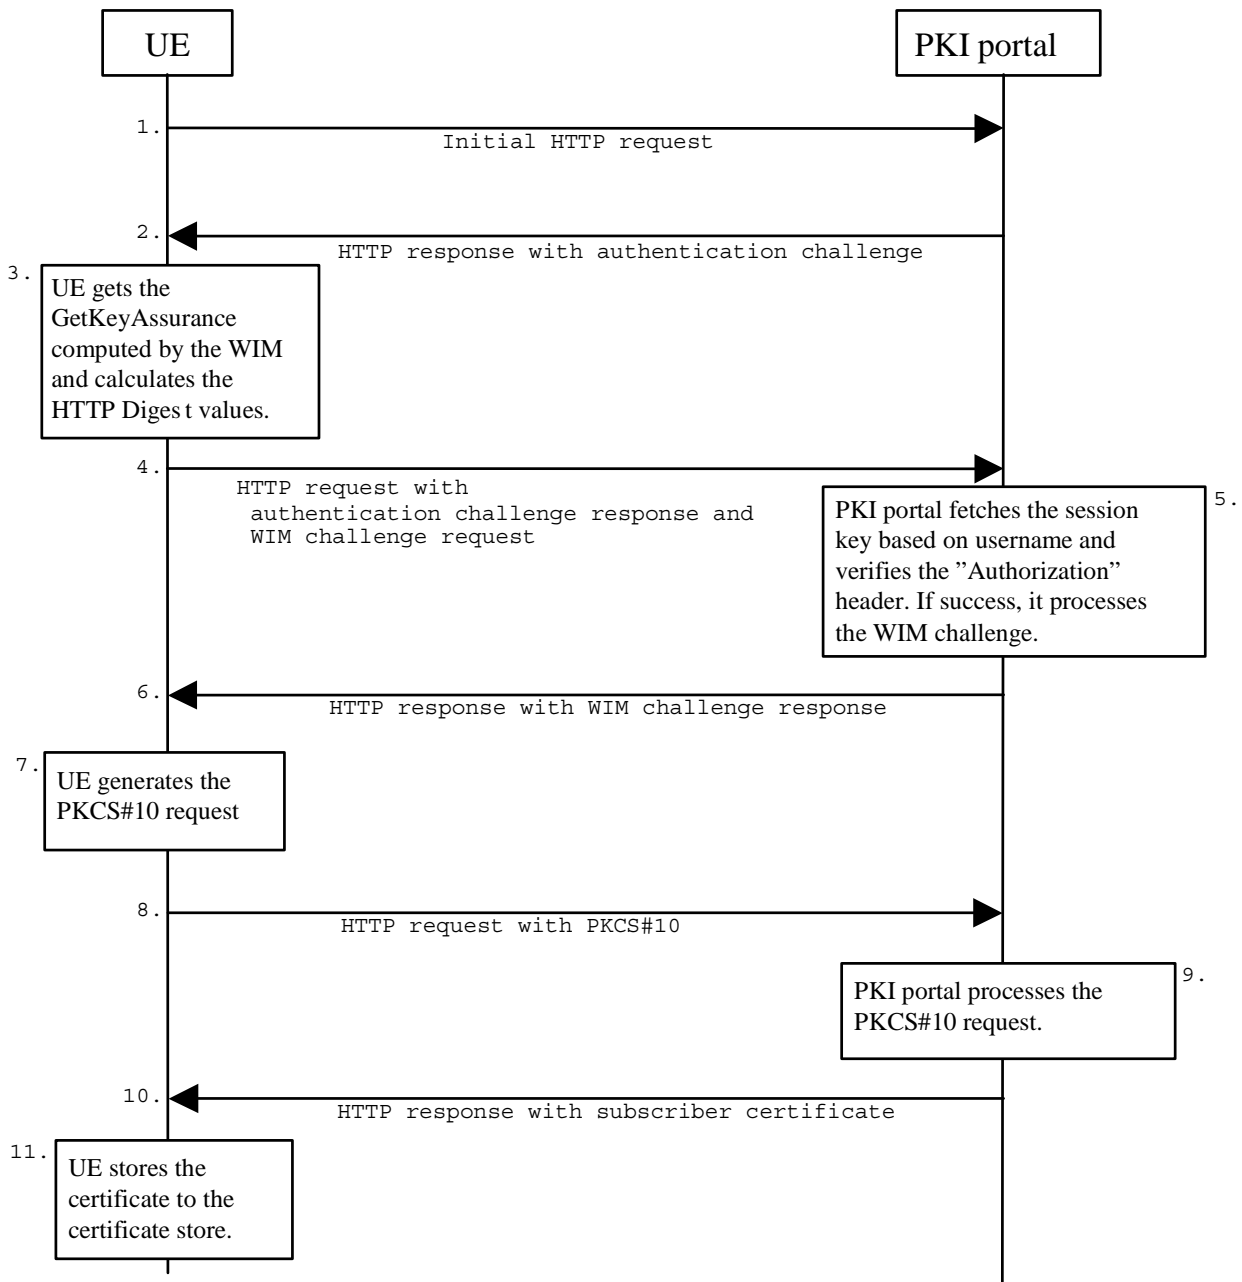 UE
PKI portal
1.
Initial HTTP request
2.
HTTP response with authentication challenge
3.
UE gets the
GetKeyAssurance
computed by the WIM
and calculates the
HTTP Diges t values.
4.
HTTP request with
authentication challenge response and
WIM challenge request
5.
PKI portal fetches the session
key based on username and
verifies the ”Authorization”
header. If success, it processes
the WIM challenge.
6.
HTTP response with WIM challenge response
7.
UE generates the
PKCS#10 request
8.
HTTP request with PKCS#10
9.
PKI portal processes the
PKCS#10 request.
10.
HTTP response with subscriber certificate
11.
UE stores the
certificate to the
certificate store.